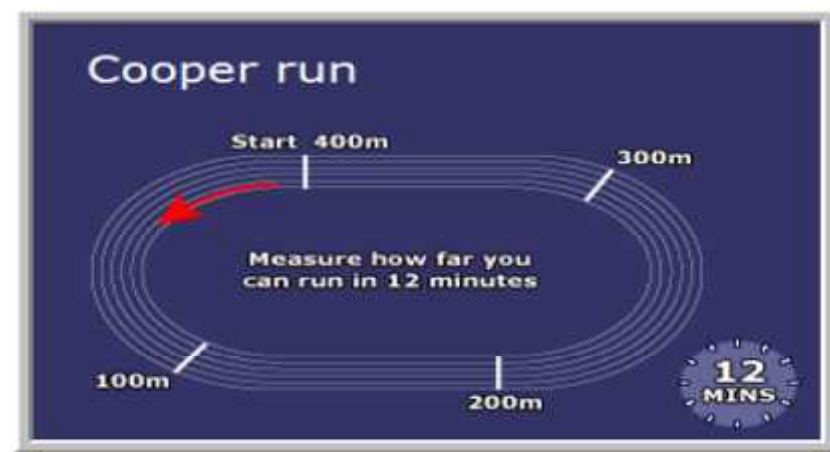 Cooper run
Start 400m
300m
Measure how far you
can run in 12 minutes
100m
200m
12
MINS